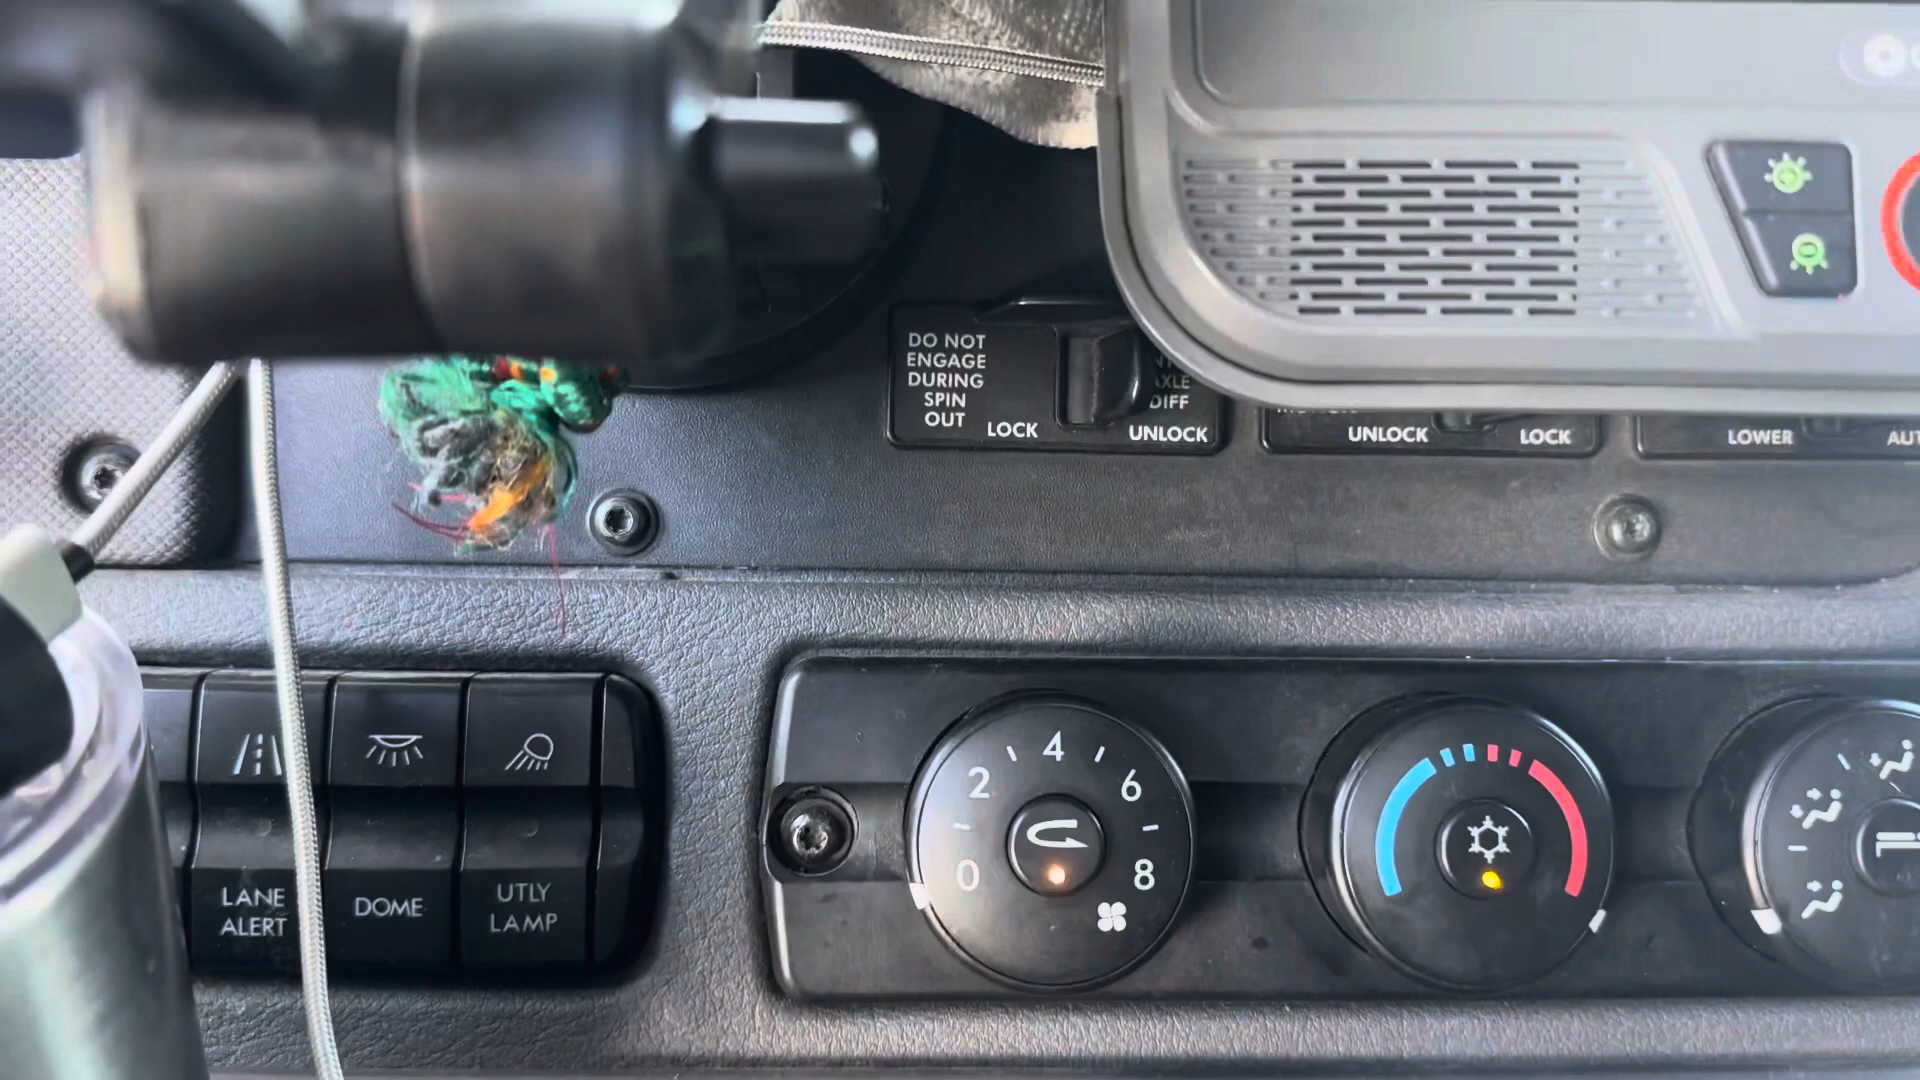 DO NOT
ENGAGE
DURING
SPIN
OUT
LOCK
DIFF
UNLOCK
UNLOCK
LOCK
LOWER
LANE
ALERT
DOME
UTLY
LAMP
0
2
4
6
8